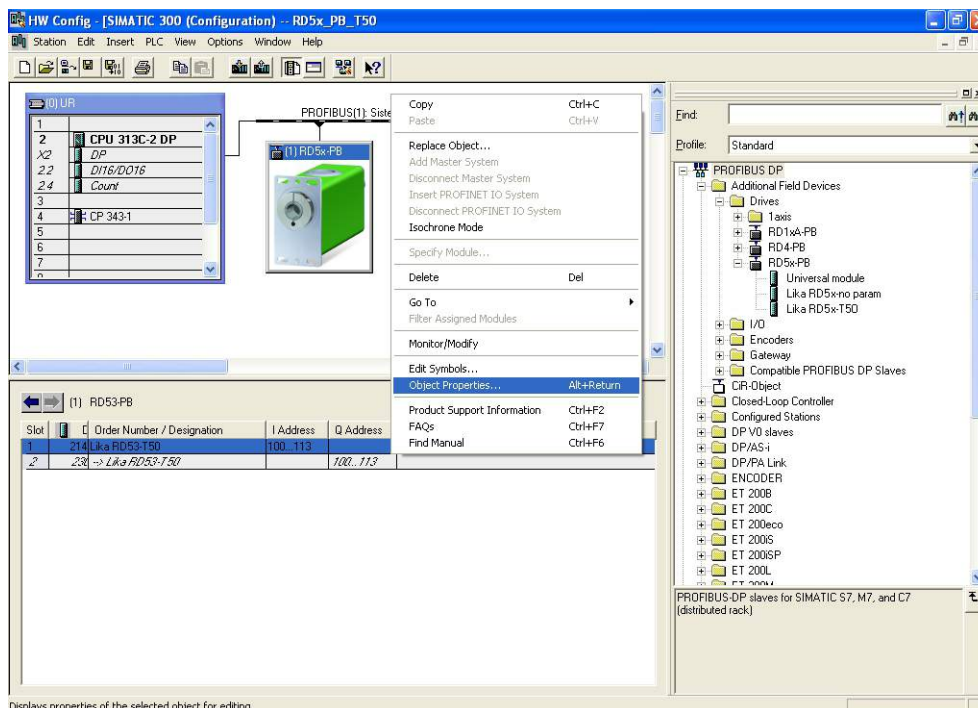 HW Config - [SIMATIC 300 (Configuration) -- RD5x_PB_T50]
Station Edit Insert PLC View Options Window Help
(0) UR
1
2 CPU 313C-2 DP
X2 DP
2.2 DI16/DO16
2.4 Count
3
4 CP 343-1
5
6
7
PROFIBUS(1): Siste
(1) RD5x-PB
Copy Ctrl+C
Paste Ctrl+V
Replace Object...
Add Master System
Disconnect Master System
Insert PROFINET IO System
Disconnect PROFINET IO System
Isochrone Mode
Specify Module...
Delete Del
Go To
Filter Assigned Modules
Monitor/Modify
Edit Symbols...
Object Properties... Alt+Return
Product Support Information Ctrl+F2
FAQs Ctrl+F7
Find Manual Ctrl+F6
(1) RD53-PB
Slot Order Number / Designation I Address Q Address
1 214 Lika RD53-T50 100..113
2 --> Lika RD53-T50 100..113
Find:
Profile: Standard
PROFIBUS DP
Additional Field Devices
Drives
1axis
RD1xA-PB
RD4-PB
RD5x-PB
Universal module
Lika RD5x-no param
Lika RD5x-T50
I/O
Encoders
Gateway
Compatible PROFIBUS DP Slaves
CiR-Object
Closed-Loop Controller
Configured Stations
DP V0 slaves
DP/AS-i
DP/PA Link
ENCODER
ET 200B
ET 200C
ET 200eco
ET 200iS
ET 200iSP
ET 200L
ET 200M
PROFIBUS-DP slaves for SIMATIC S7, M7, and C7
(distributed rack)
Displays properties of the selected object for editing.